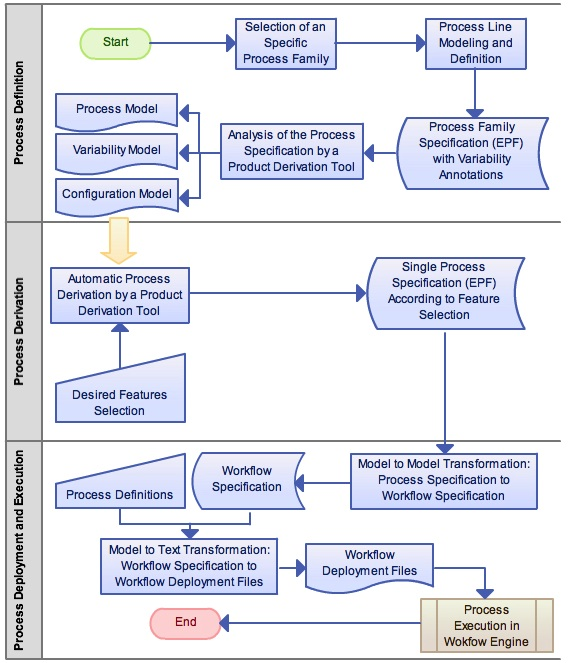 Process Definition
Start
Selection of an
Specific
Process Family
Process Line
Modeling and
Definition
Process Model
Variability Model
Configuration Model
Analysis of the Process
Specification by a
Product Derivation Tool
Process Family
Specification (EPF)
with Variability
Annotations
Process Derivation
Automatic Process
Derivation by a Product
Derivation Tool
Single Process
Specification (EPF)
According to Feature
Selection
Desired Features
Selection
Process Deployment and Execution
Process Definitions
Workflow
Specification
Model to Model Transformation:
Process Specification to
Workflow Specification
Model to Text Transformation:
Workflow Specification to
Workflow Deployment Files
Workflow
Deployment Files
Process
Execution in
Wokfow Engine
End